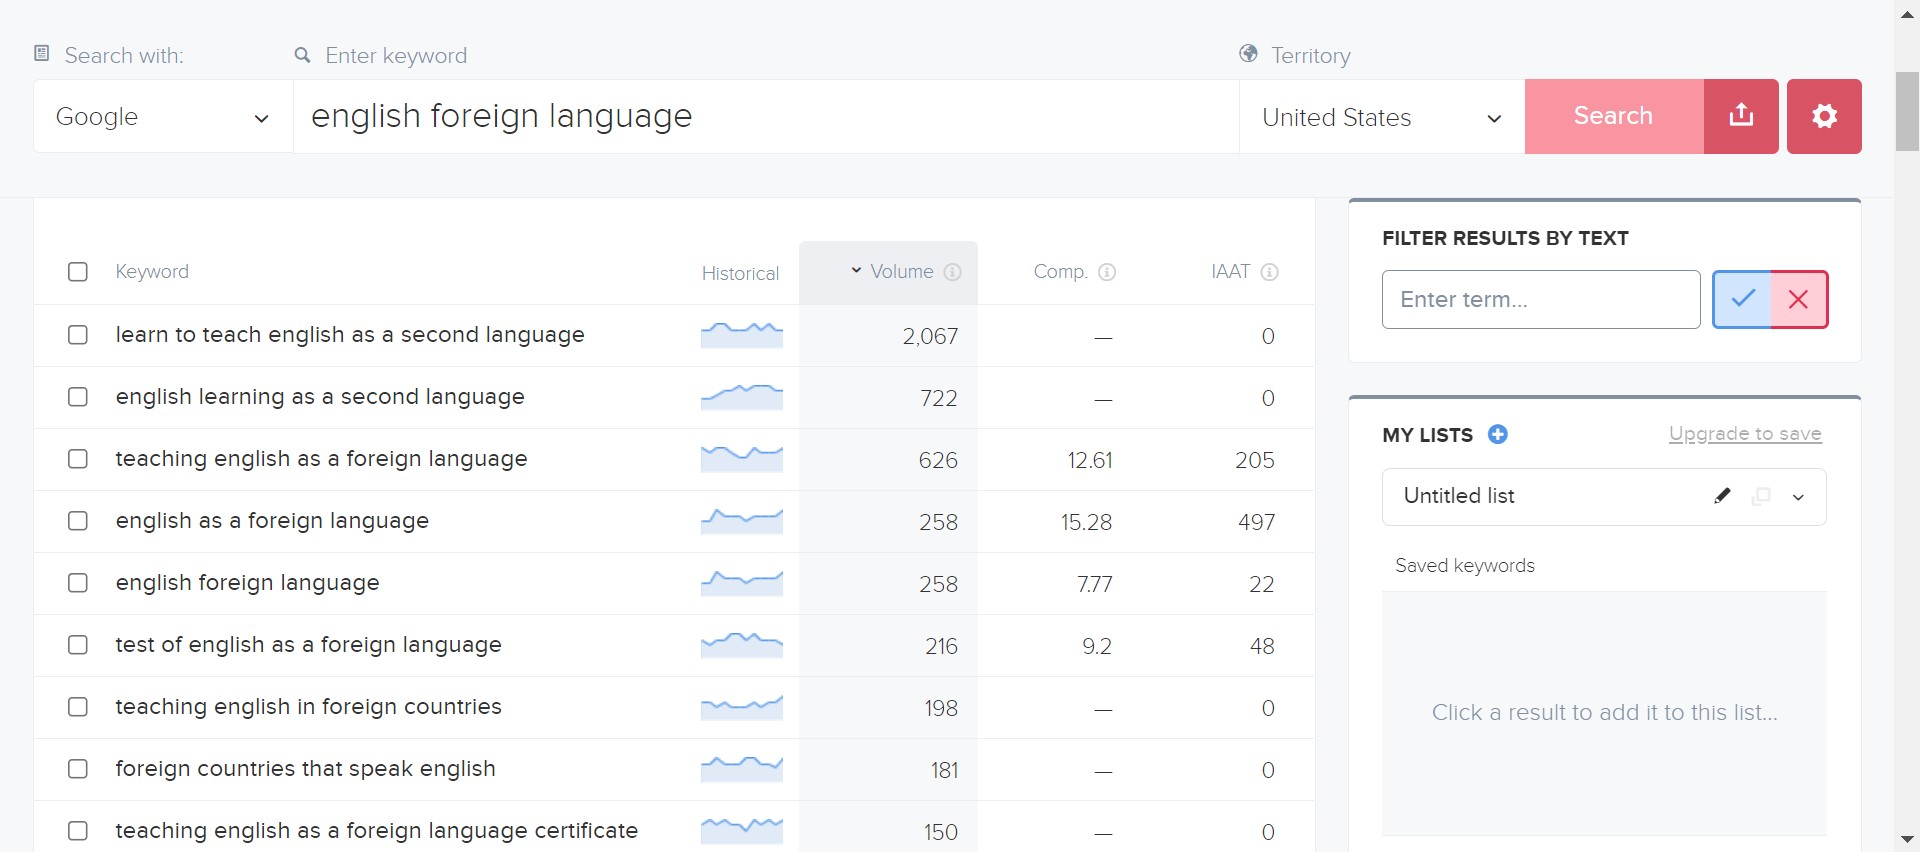 Search with:
Enter keyword
Territory
Google
english foreign language
United States
Search
Keyword
Historical
Volume
Comp.
IAAT
learn to teach english as a second language
2,067
—
0
english learning as a second language
722
—
0
teaching english as a foreign language
626
12.61
205
english as a foreign language
258
15.28
497
english foreign language
258
7.77
22
test of english as a foreign language
216
9.2
48
teaching english in foreign countries
198
—
0
foreign countries that speak english
181
—
0
teaching english as a foreign language certificate
150
—
0
FILTER RESULTS BY TEXT
Enter term...
MY LISTS
Upgrade to save
Untitled list
Saved keywords
Click a result to add it to this list...